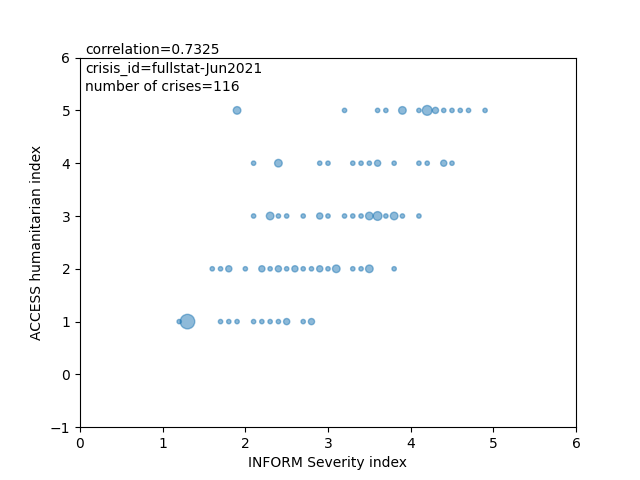 correlation=0.7325
crisis_id=fullstat-Jun2021
number of crises=116
6
5
4
3
2
1
0
−1
0 1 2 3 4 5 6
ACCESS humanitarian index
INFORM Severity index